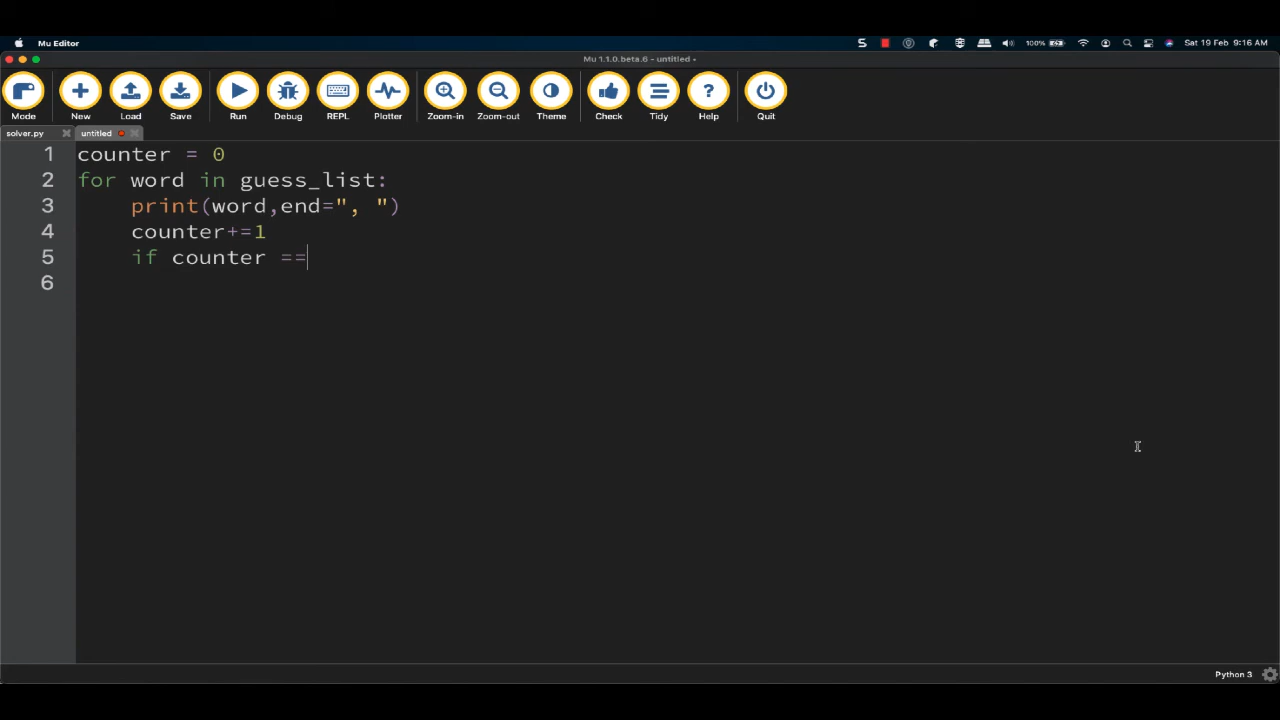 Mu Editor
100%
Sat 19 Feb 9:16 AM
Mu 1.1.0.beta.6 - untitled •
Mode
New
Load
Save
Run
Debug
REPL
Plotter
Zoom-in
Zoom-out
Theme
Check
Tidy
Help
Quit
solver.py
untitled
1 counter = 0
2 for word in guess_list:
3 print(word,end=", ")
4 counter+=1
5 if counter ==
6
Python 3